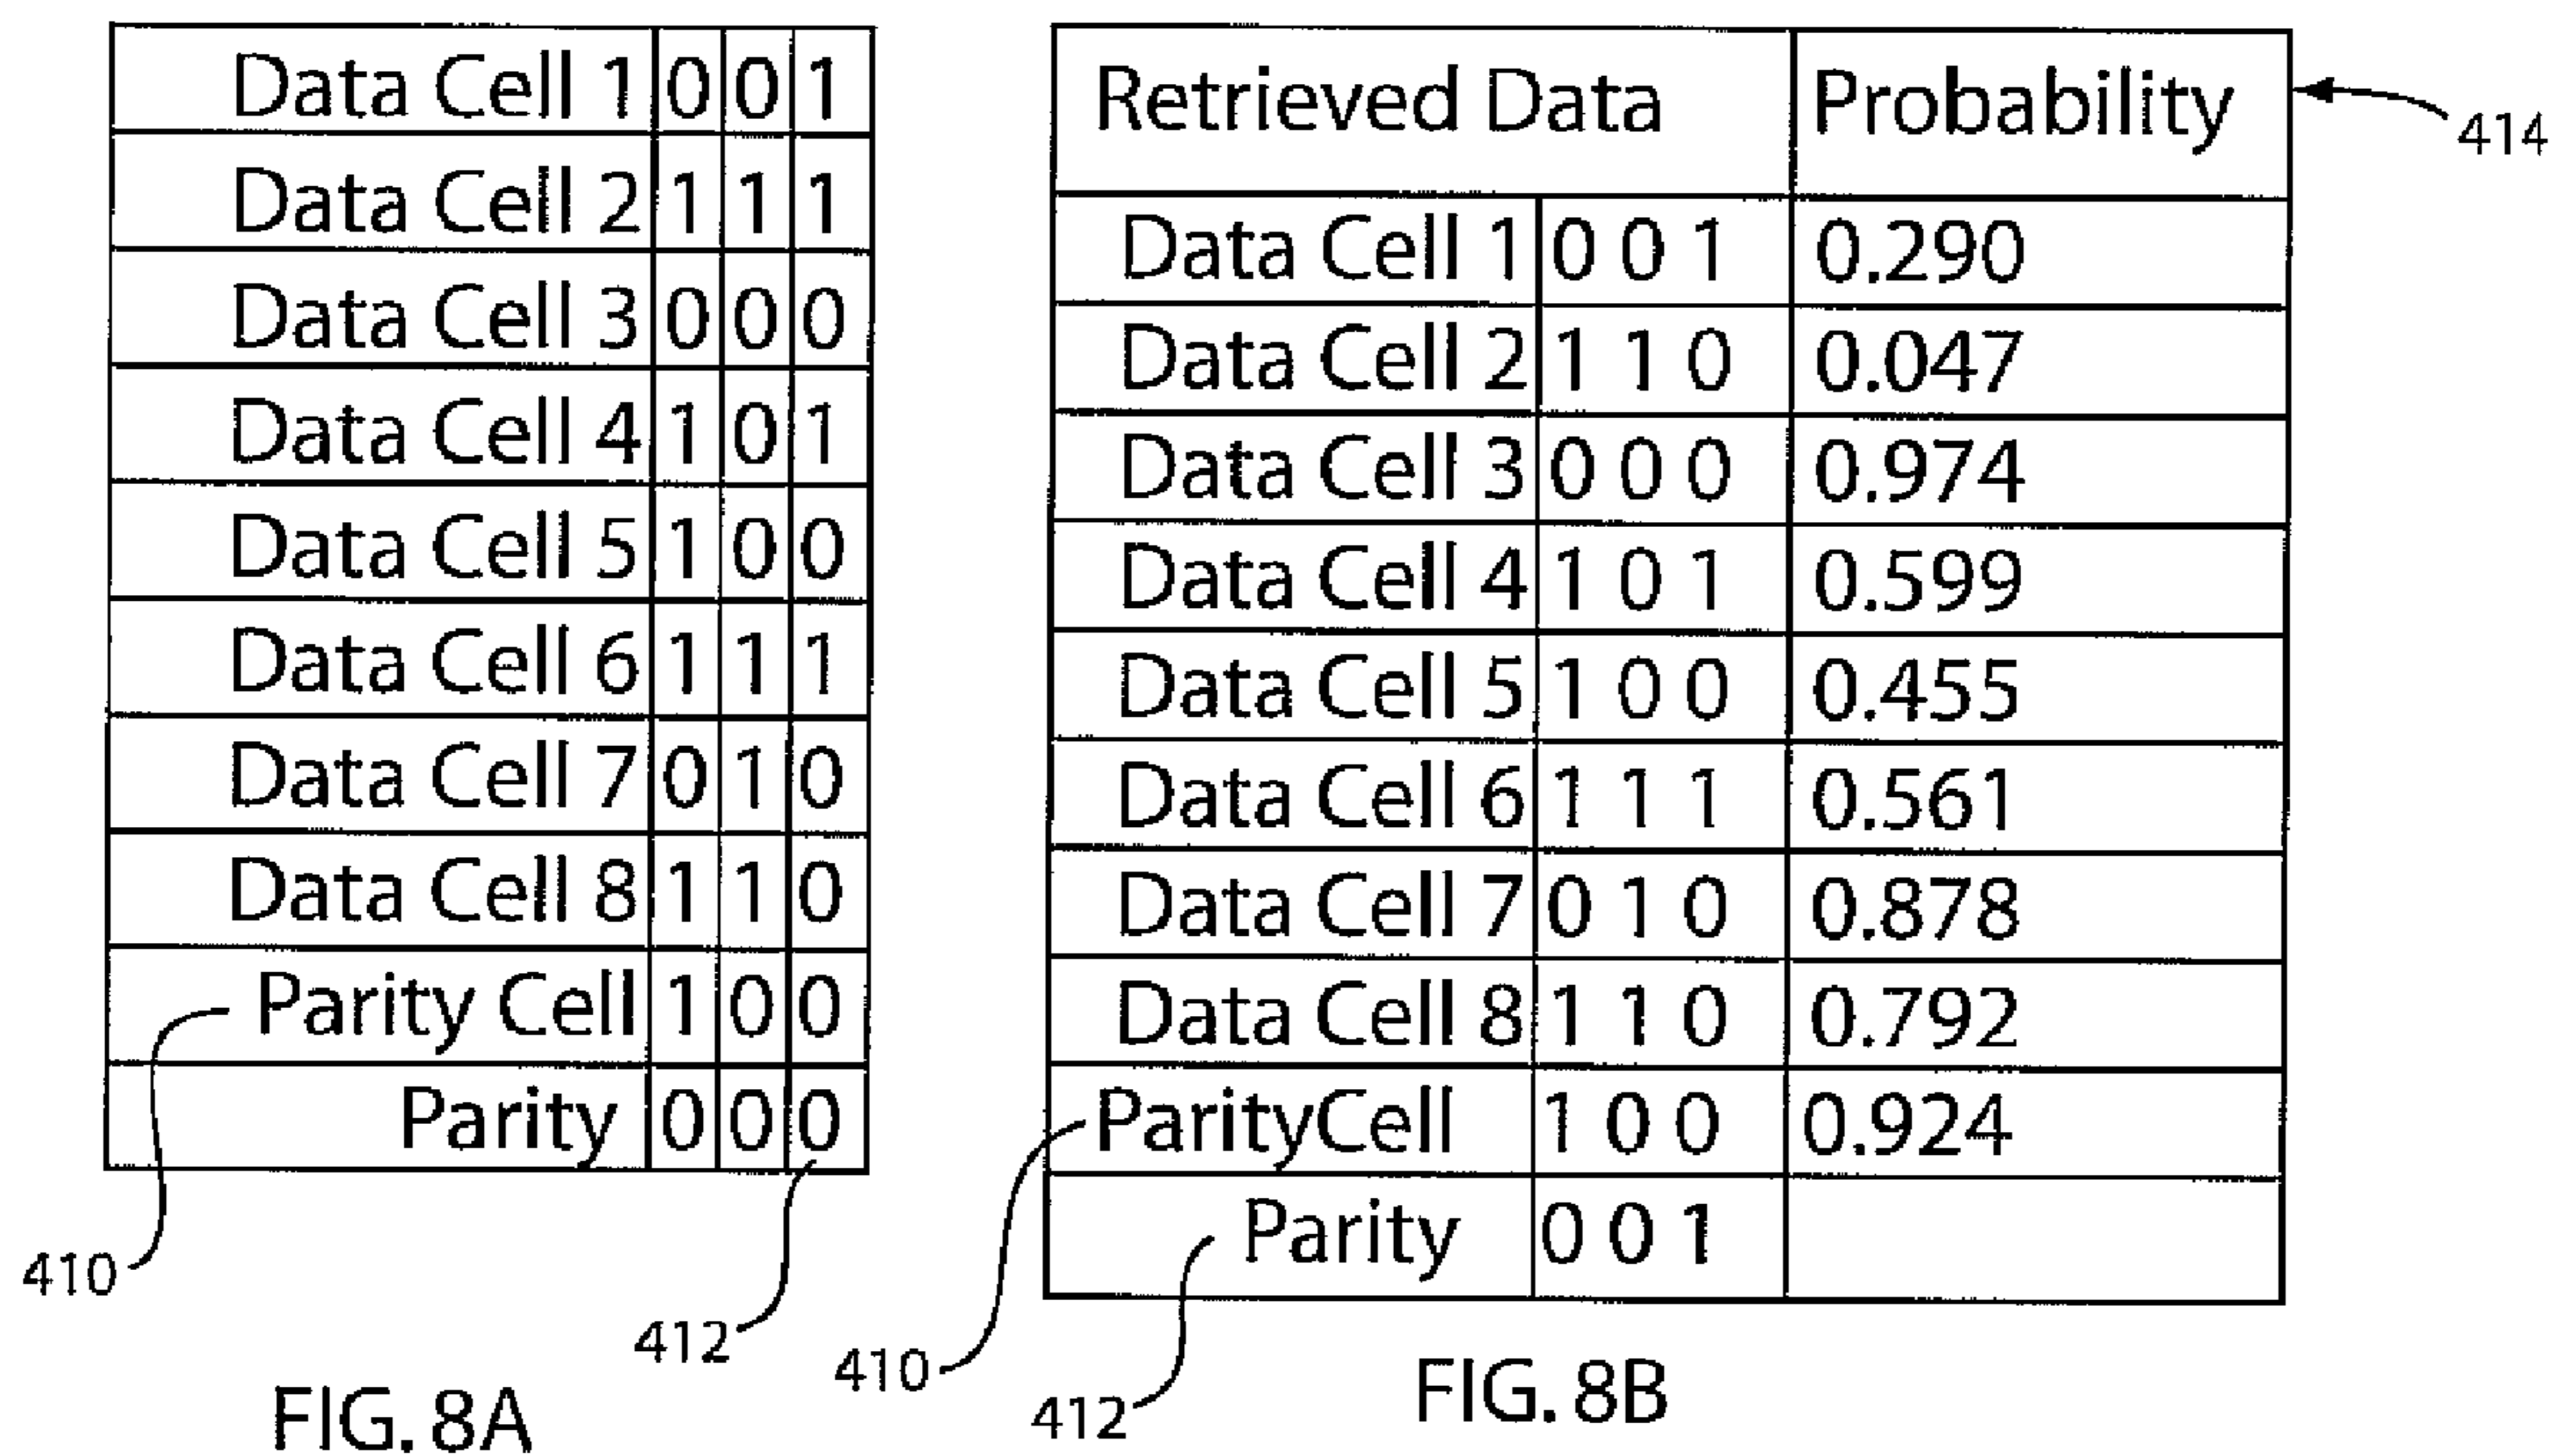 Data Cell 1 0 0 1
Data Cell 2 1 1 1
Data Cell 3 0 0 0
Data Cell 4 1 0 1
Data Cell 5 1 0 0
Data Cell 6 1 1 1
Data Cell 7 0 1 0
Data Cell 8 1 1 0
Parity Cell 1 0 0
Parity 0 0 0
410
412
FIG. 8A
Retrieved Data Probability
414
Data Cell 1 0 0 1 0.290
Data Cell 2 1 1 0 0.047
Data Cell 3 0 0 0 0.974
Data Cell 4 1 0 1 0.599
Data Cell 5 1 0 0 0.455
Data Cell 6 1 1 1 0.561
Data Cell 7 0 1 0 0.878
Data Cell 8 1 1 0 0.792
ParityCell 1 0 0 0.924
Parity 0 0 1
410
412
FIG. 8B